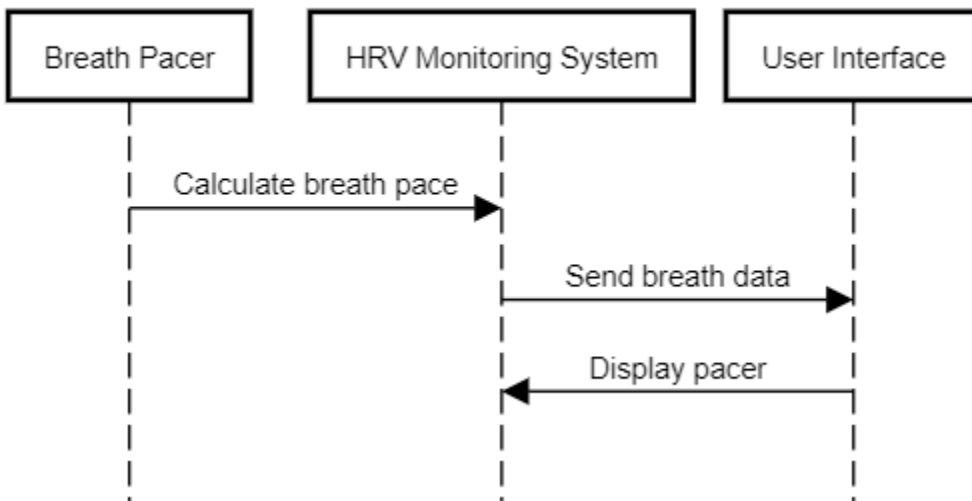 Breath Pacer
HRV Monitoring System
User Interface
Calculate breath pace
Send breath data
Display pacer